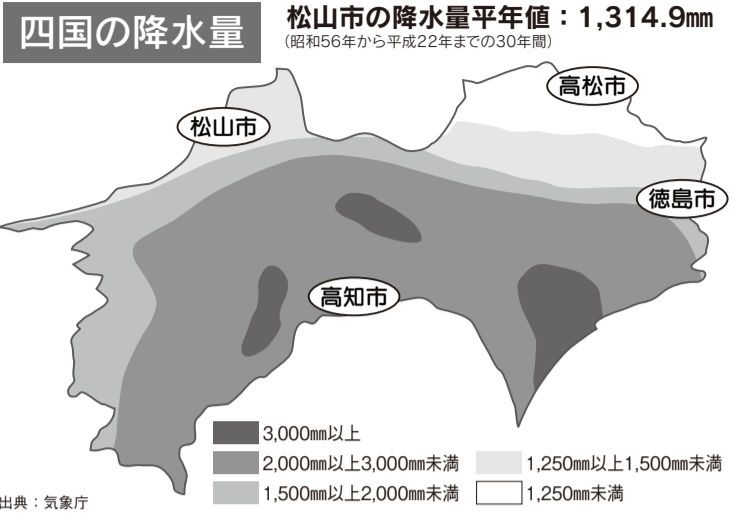 四国の降水量
松山市の降水量平年値：1,314.9㎜
（昭和56年から平成22年までの30年間）
高松市
松山市
徳島市
高知市
3,000㎜以上
2,000㎜以上3,000㎜未満
1,250㎜以上1,500㎜未満
1,500㎜以上2,000㎜未満
1,250㎜未満
出典：気象庁